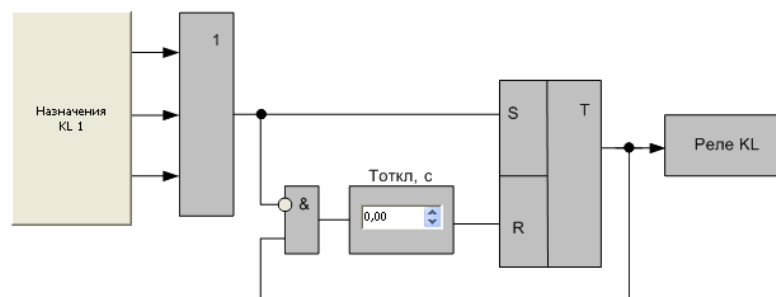 Назначения
KL 1
1
&
Тоткл, с
0,00
S
T
R
Реле KL